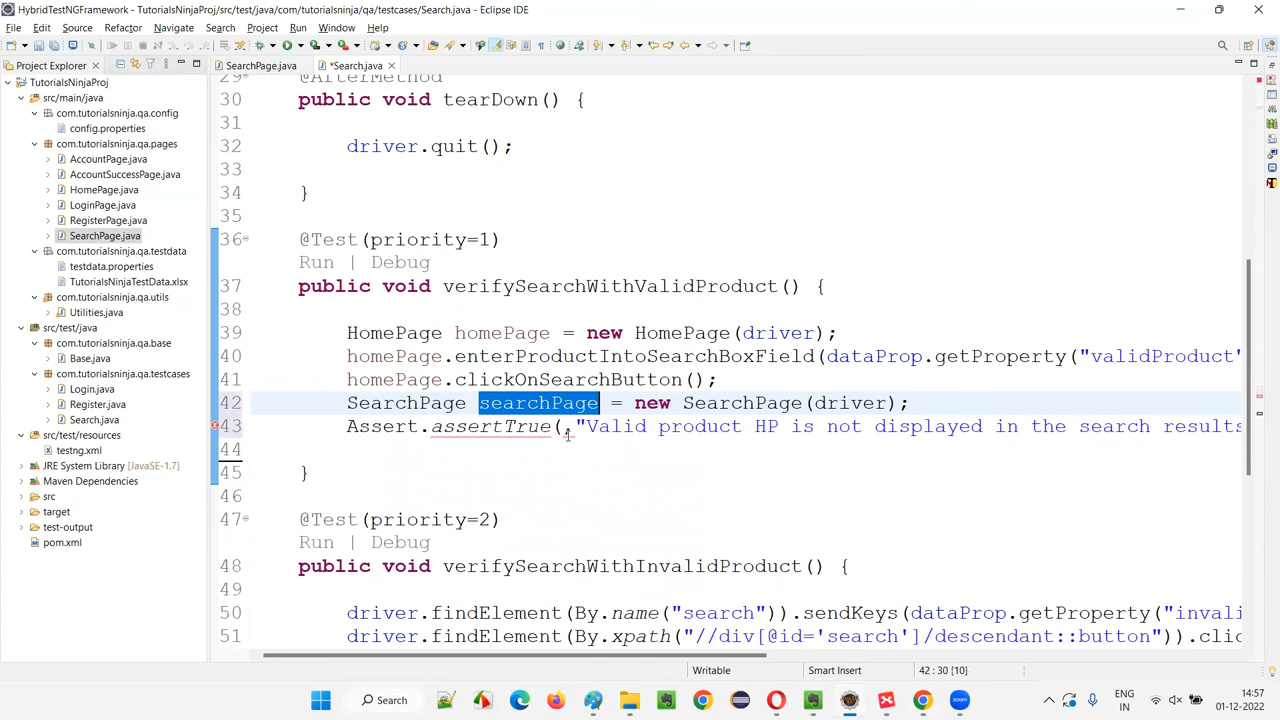 HybridTestNGFramework - TutorialsNinjaProj/src/test/java/com/tutorialsninja/qa/testcases/Search.java - Eclipse IDE
File Edit Source Refactor Navigate Search Project Run Window Help
Project Explorer
SearchPage.java
*Search.java
TutorialsNinjaProj
src/main/java
com.tutorialsninja.qa.config
config.properties
com.tutorialsninja.qa.pages
AccountPage.java
AccountSuccessPage.java
HomePage.java
LoginPage.java
RegisterPage.java
SearchPage.java
com.tutorialsninja.qa.testdata
testdata.properties
TutorialsNinjaTestData.xlsx
com.tutorialsninja.qa.utils
Utilities.java
src/test/java
com.tutorialsninja.qa.base
Base.java
com.tutorialsninja.qa.testcases
Login.java
Register.java
Search.java
src/test/resources
testng.xml
JRE System Library [JavaSE-1.7]
Maven Dependencies
src
target
test-output
pom.xml
29 @AfterMethod
30 public void tearDown() {
31
32 driver.quit();
33
34 }
35
36 @Test(priority=1)
Run | Debug
37 public void verifySearchWithValidProduct() {
38
39 HomePage homePage = new HomePage(driver);
40 homePage.enterProductIntoSearchBoxField(dataProp.getProperty("validProduct"
41 homePage.clickOnSearchButton();
42 SearchPage searchPage = new SearchPage(driver);
43 Assert.assertTrue(,"Valid product HP is not displayed in the search results
44
45 }
46
47 @Test(priority=2)
Run | Debug
48 public void verifySearchWithInvalidProduct() {
49
50 driver.findElement(By.name("search")).sendKeys(dataProp.getProperty("invali
51 driver.findElement(By.xpath("//div[@id='search']/descendant::button")).clic
Writable Smart Insert 42 : 30 [10]
Search
ENG
IN
14:57
01-12-2022